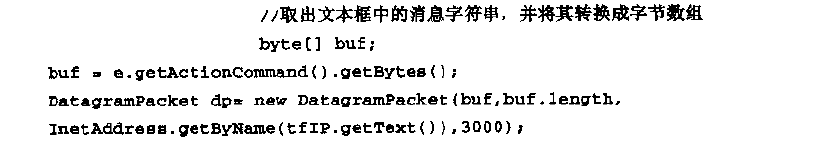 //取出文本框中的消息字符串，并将其转换成字节数组
byte[] buf;
buf = e.getActionCommand().getBytes();
DatagramPacket dp= new DatagramPacket(buf,buf.length,
InetAddress.getByName(tfIP.getText()),3000);